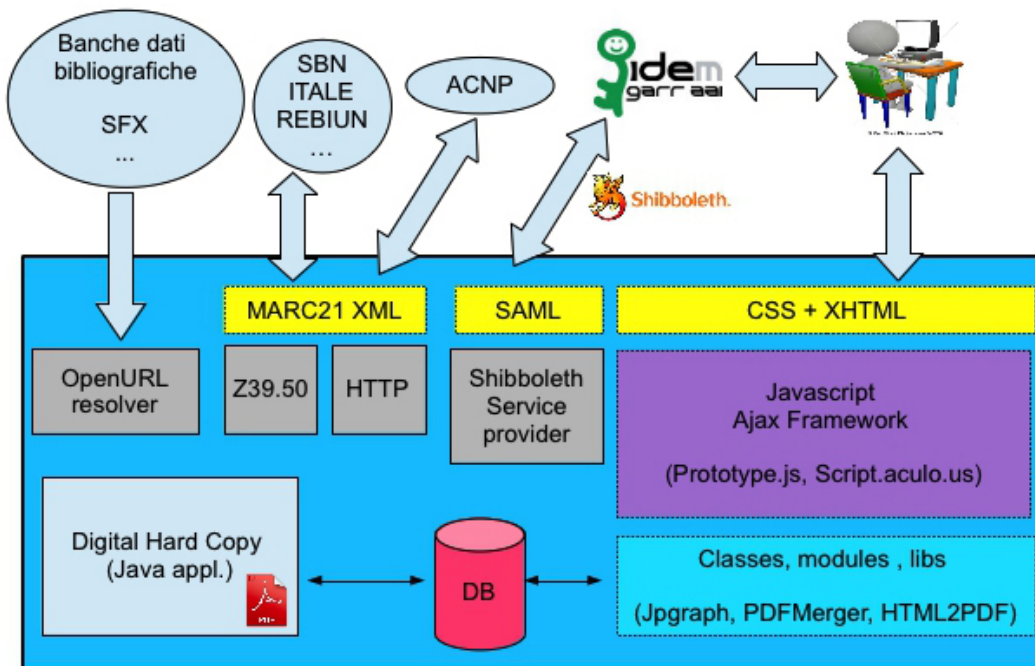 Banche dati
bibliografiche
SFX
...
SBN
ITALE
REBIUN
...
ACNP
idem
garr aai
Shibboleth.
MARC21 XML
SAML
CSS + XHTML
OpenURL
resolver
Z39.50
HTTP
Shibboleth
Service
provider
Javascript
Ajax Framework
(Prototype.js, Script.aculo.us)
Digital Hard Copy
(Java appl.)
DB
Classes, modules , libs
(Jpgraph, PDFMerger, HTML2PDF)